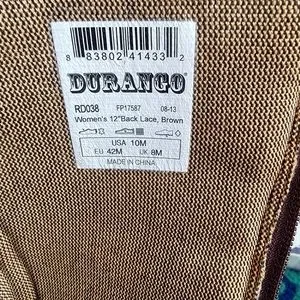 8 83802 41433 2
DURANGO
RD038 FP17587 08-13
Women's 12"Back Lace, Brown
USA 10M
EU 42M UK 8M
MADE IN CHINA